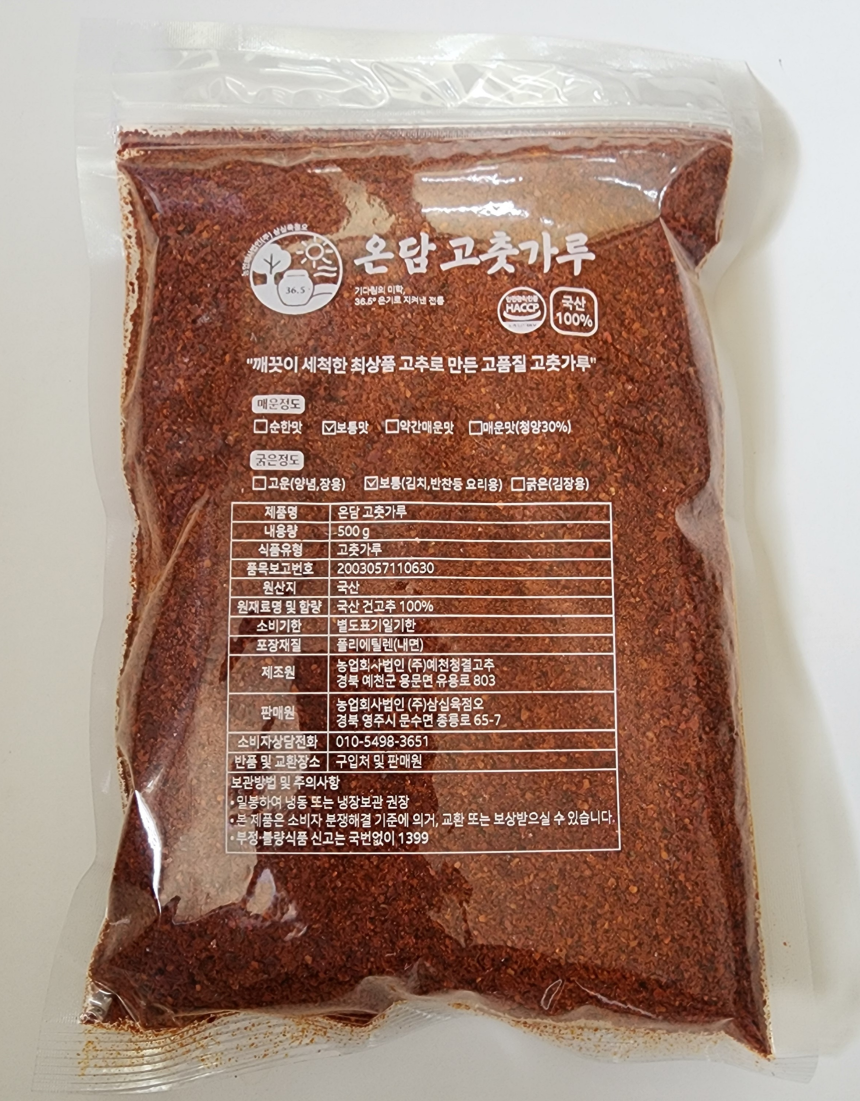 36.5
온담 고춧가루
기다림의 미학,
36.5° 온기로 지켜낸 전통
HACCP
국산
100%
"깨끗이 세척한 최상품 고추로 만든 고품질 고춧가루"
매운정도
순한맛 보통맛 약간매운맛 매운맛(청양30%)
굵은정도
고운(양념,장용) 보통(김치,반찬등 요리용) 굵은(김장용)
제품명 온담 고춧가루
내용량 500 g
식품유형 고춧가루
품목보고번호 2003057110630
원산지 국산
원재료명 및 함량 국산 건고추 100%
소비기한 별도표기일기한
포장재질 폴리에틸렌(내면)
제조원 농업회사법인 (주)예천청결고추
경북 예천군 용문면 유용로 803
판매원 농업회사법인 (주)삼십육점오
경북 영주시 문수면 종릉로 65-7
소비자상담전화 010-5498-3651
반품 및 교환장소 구입처 및 판매원
보관방법 및 주의사항
• 밀봉하여 냉동 또는 냉장보관 권장
• 본 제품은 소비자 분쟁해결 기준에 의거, 교환 또는 보상받으실 수 있습니다.
• 부정·불량식품 신고는 국번없이 1399